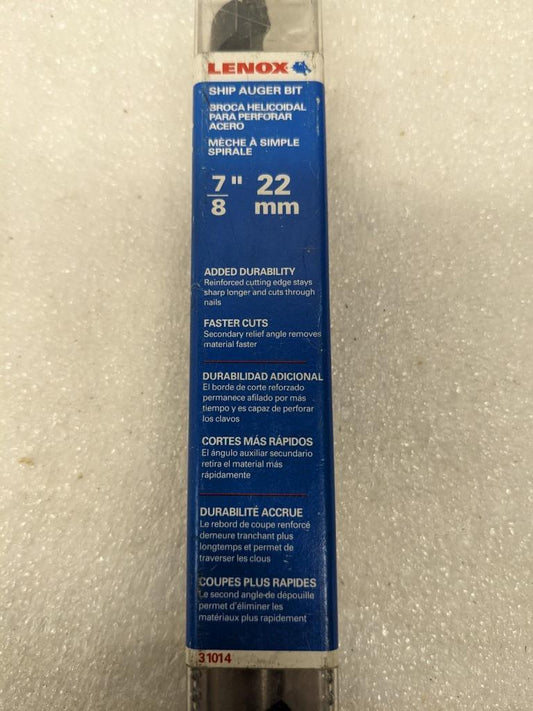 LENOX
SHIP AUGER BIT
BROCA HELICOIDAL
PARA PERFORAR
ACERO
MÈCHE À SIMPLE
SPIRALE
7/8" 22
mm
ADDED DURABILITY
Reinforced cutting edge stays
sharp longer and cuts through
nails
FASTER CUTS
Secondary relief angle removes
material faster
DURABILIDAD ADICIONAL
El borde de corte reforzado
permanece afilado por más
tiempo y es capaz de perforar
los clavos
CORTES MÁS RÁPIDOS
El ángulo auxiliar secundario
retira el material más
rápidamente
DURABILITÉ ACCRUE
Le rebord de coupe renforcé
demeure tranchant plus
longtemps et permet de
traverser les clous
COUPES PLUS RAPIDES
Le second angle de dépouille
permet d'éliminer les
matériaux plus rapidement
31014